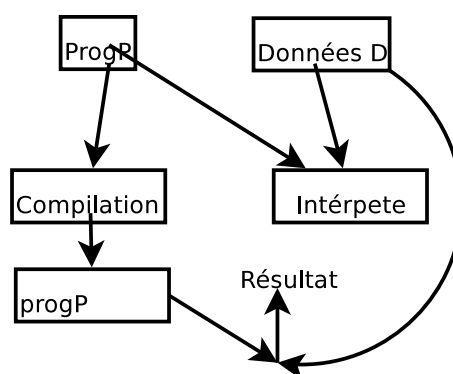 ProgP
Données D
Compilation
Intérpete
progP
Résultat